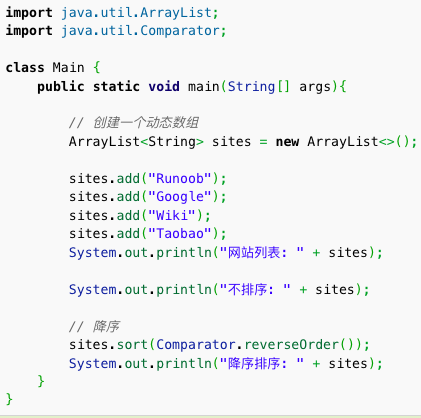 import java.util.ArrayList;
import java.util.Comparator;

class Main {
    public static void main(String[] args){

        // 创建一个动态数组
        ArrayList<String> sites = new ArrayList<>();

        sites.add("Runoob");
        sites.add("Google");
        sites.add("Wiki");
        sites.add("Taobao");
        System.out.println("网站列表: " + sites);

        System.out.println("不排序: " + sites);

        // 降序
        sites.sort(Comparator.reverseOrder());
        System.out.println("降序排序: " + sites);
    }
}